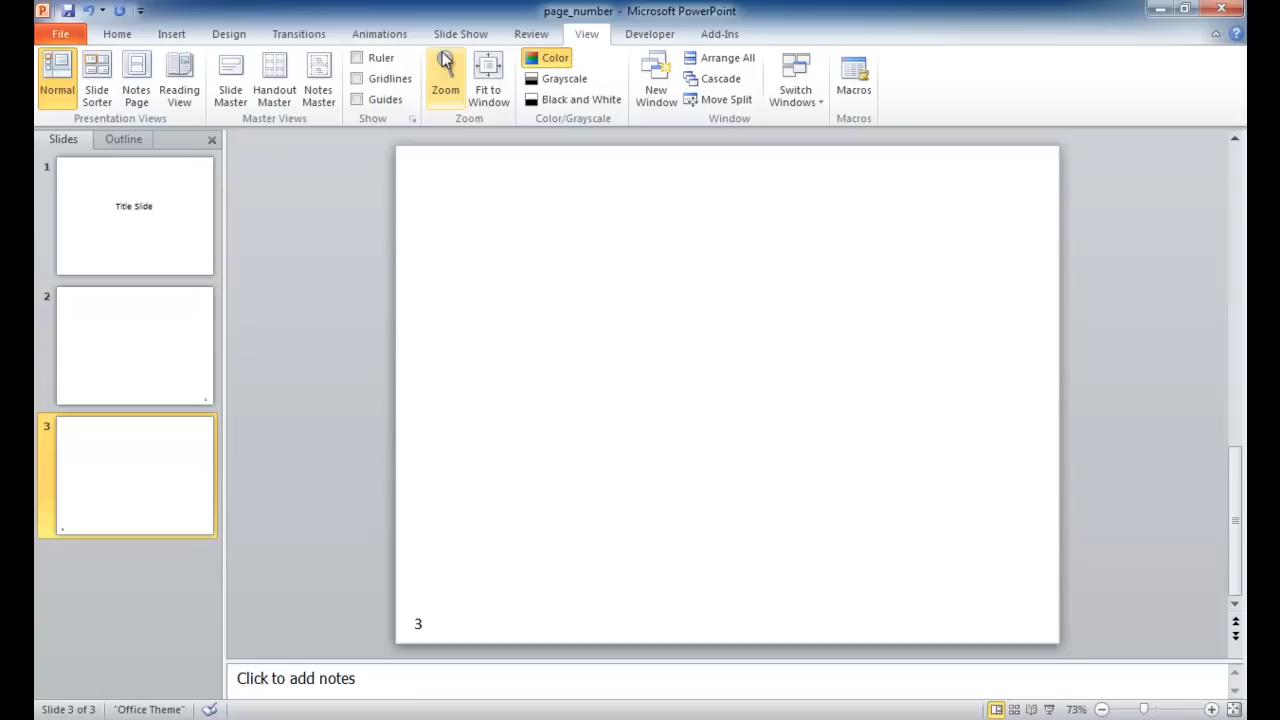 page_number - Microsoft PowerPoint
File Home Insert Design Transitions Animations Slide Show Review View Developer Add-Ins
Normal Slide Sorter Notes Page Reading View
Presentation Views
Slide Master Handout Master Notes Master
Master Views
Ruler
Gridlines
Guides
Show
Zoom Fit to Window
Zoom
Color
Grayscale
Black and White
Color/Grayscale
New Window
Arrange All
Cascade
Move Split
Switch Windows
Window
Macros
Macros
Slides Outline
1
Title Slide
2
3
3
Click to add notes
Slide 3 of 3 "Office Theme" 73%